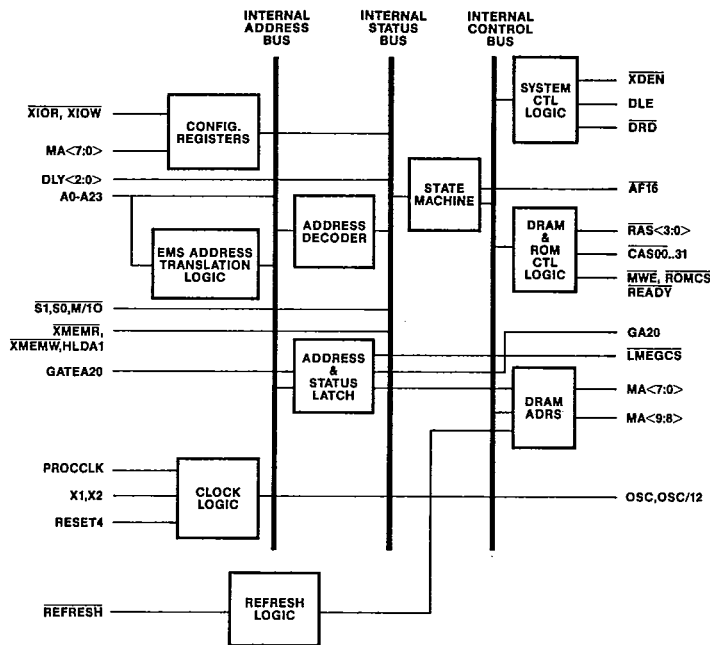 INTERNAL
ADDRESS
BUS
INTERNAL
STATUS
BUS
INTERNAL
CONTROL
BUS
XIOR, XIOW
MA<7:0>
CONFIG.
REGISTERS
DLY<2:0>
A0-A23
EMS ADDRESS
TRANSLATION
LOGIC
ADDRESS
DECODER
STATE
MACHINE
SYSTEM
CTL
LOGIC
XDEN
DLE
DRD
AF16
DRAM
&
ROM
CTL
LOGIC
RAS<3:0>
CAS00..31
MWE, ROMCS
READY
S1,S0,M/1O
XMEMR,
XMEMW,HLDA1
GATEA20
ADDRESS
&
STATUS
LATCH
GA20
LMEGCS
DRAM
ADRS
MA<7:0>
MA<9:8>
PROCCLK
X1,X2
RESET4
CLOCK
LOGIC
OSC,OSC/12
REFRESH
REFRESH
LOGIC